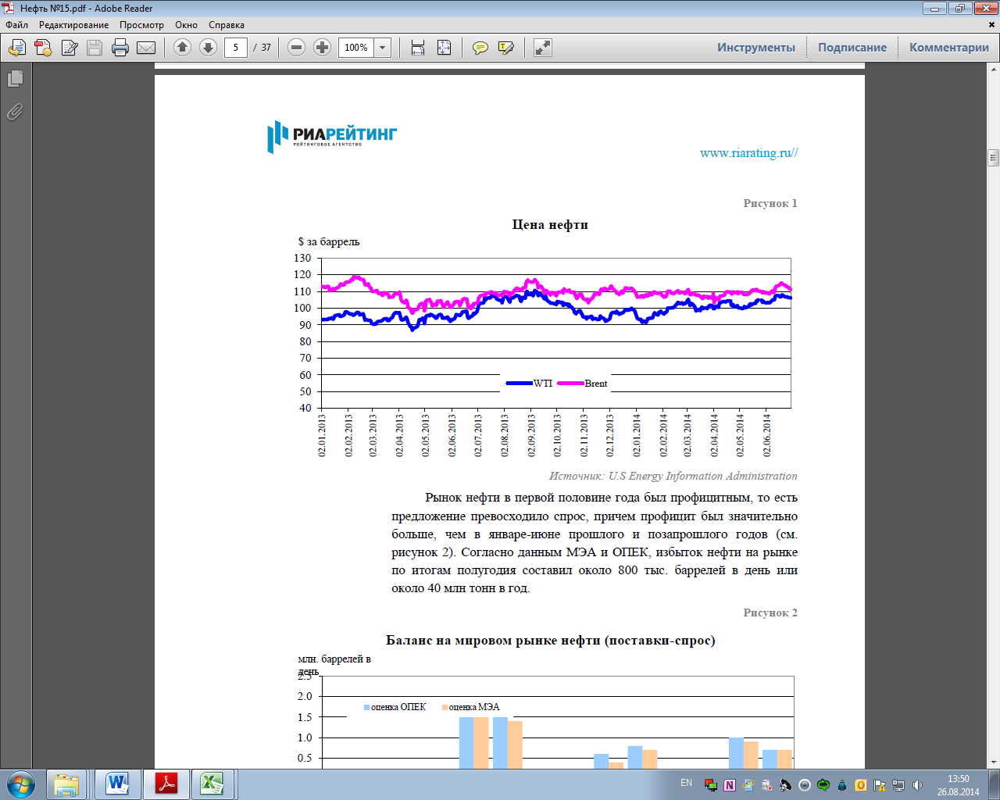 Нефть №15.pdf - Adobe Reader
Файл Редактирование Просмотр Окно Справка
5 / 37 100% Инструменты Подписание Комментарии
РИАРЕЙТИНГ
РЕЙТИНГОВОЕ АГЕНТСТВО
www.riarating.ru//
Рисунок 1
Цена нефти
$ за баррель
130
120
110
100
90
80
70
60
50
40
WTI Brent
02.01.2013 02.02.2013 02.03.2013 02.04.2013 02.05.2013 02.06.2013 02.07.2013 02.08.2013 02.09.2013 02.10.2013 02.11.2013 02.12.2013 02.01.2014 02.02.2014 02.03.2014 02.04.2014 02.05.2014 02.06.2014
Источник: U.S Energy Information Administration
Рынок нефти в первой половине года был профицитным, то есть
предложение превосходило спрос, причем профицит был значительно
больше, чем в январе-июне прошлого и позапрошлого годов (см.
рисунок 2). Согласно данным МЭА и ОПЕК, избыток нефти на рынке
по итогам полугодия составил около 800 тыс. баррелей в день или
около 40 млн тонн в год.
Рисунок 2
Баланс на мировом рынке нефти (поставки-спрос)
млн. баррелей в
день
2.5
2.0
1.5
1.0
0.5
оценка ОПЕК оценка МЭА
EN
13:50
26.08.2014